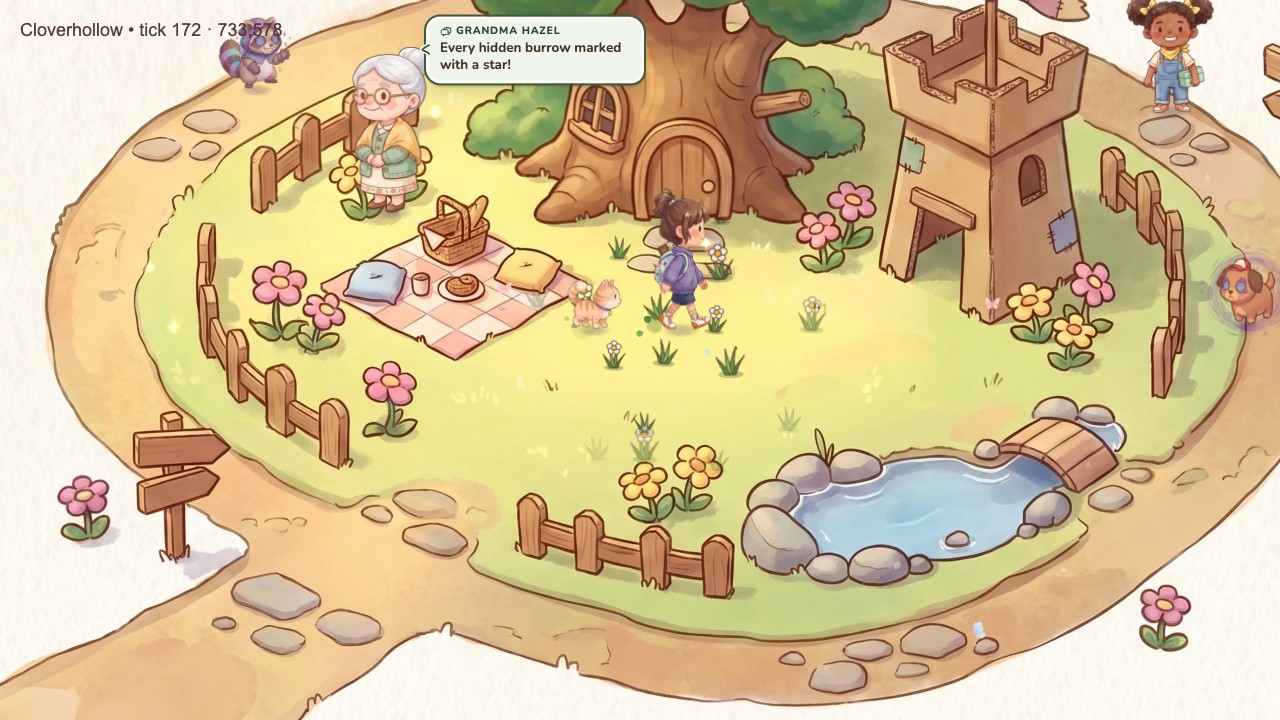 Cloverhollow • tick 172 · 733,578
GRANDMA HAZEL
Every hidden burrow marked
with a star!